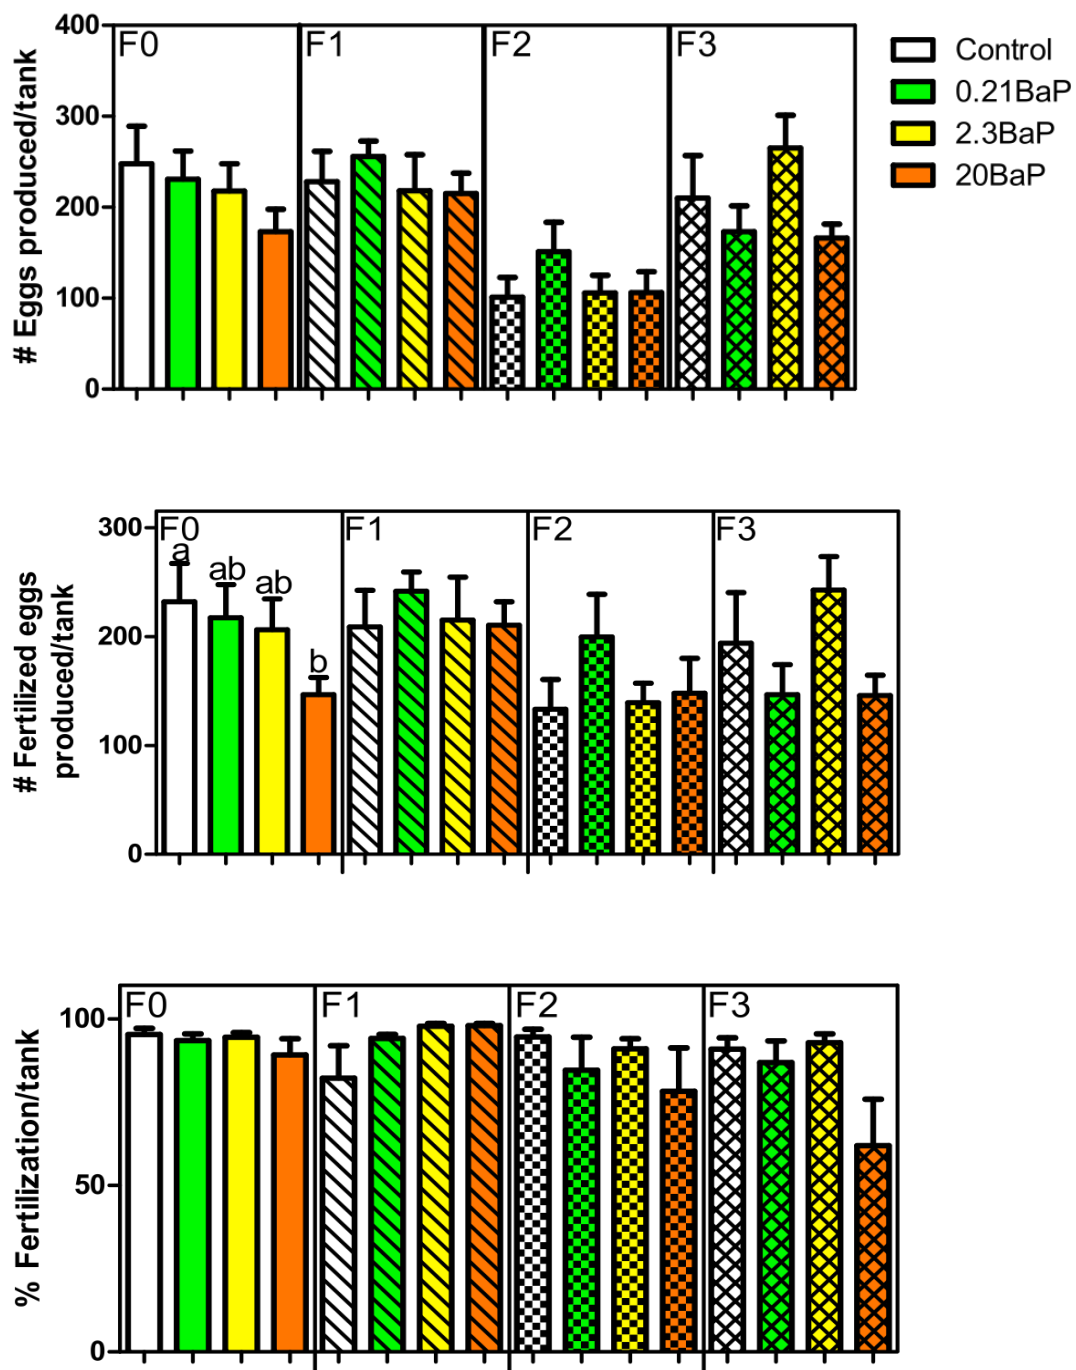 # Eggs produced/tank
400
300
200
100
0
F0 F1 F2 F3
Control
0.21BaP
2.3BaP
20BaP
# Fertilized eggs
produced/tank
300
200
100
0
F0 F1 F2 F3
a ab ab b
% Fertilization/tank
100
50
0
F0 F1 F2 F3